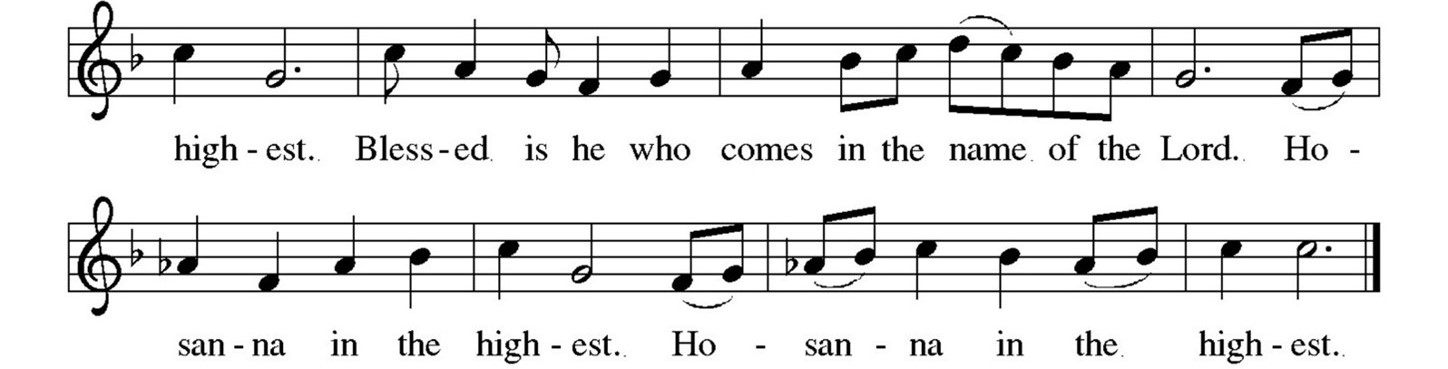 high - est. Bless - ed is he who comes in the name of the Lord. Ho -
san - na in the high - est. Ho - san - na in the high - est.